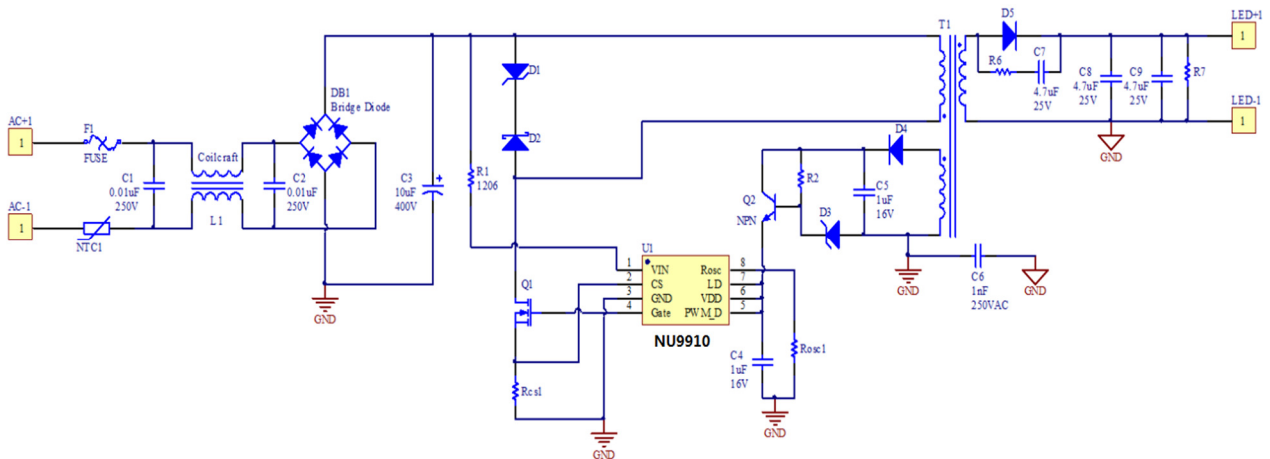 AC+1
1
F1
FUSE
C1
0.01uF
250V
AC-1
1
NTC1
Coilcraft
L1
C2
0.01uF
250V
DB1
Bridge Diode
GND
C3
10uF
400V
+
R1
1206
D1
D2
Q1
Rcs1
GND
U1
1 VIN
2 CS
3 GND
4 Gate
Rosc 8
LD 7
VDD 6
PWM_D 5
NU9910
C4
1uF
16V
Rosc1
GND
Q2
NPN
R2
D3
C5
1uF
16V
D4
GND
C6
1nF
250VAC
GND
T1
D5
R6
C7
4.7uF
25V
C8
4.7uF
25V
C9
4.7uF
25V
R7
GND
LED+1
1
LED-1
1